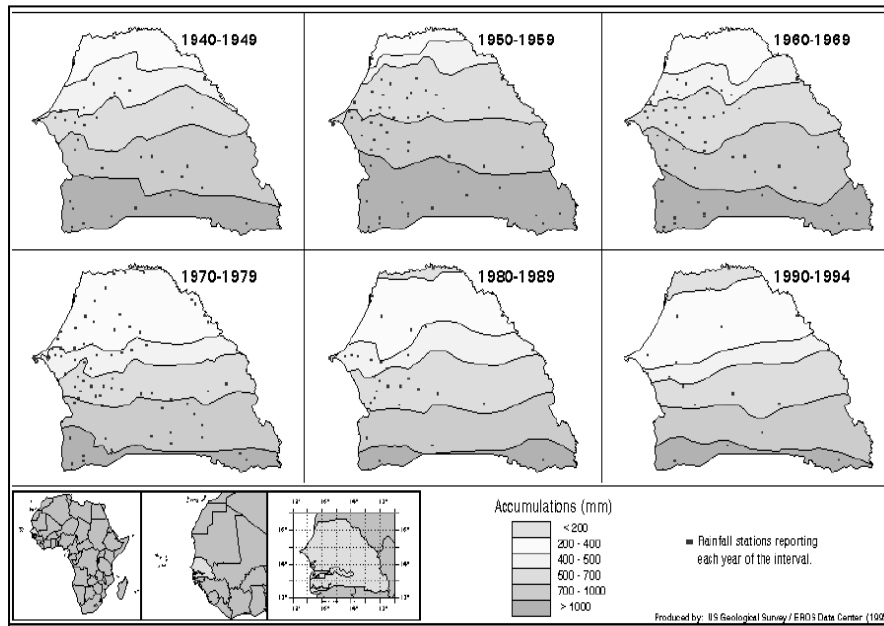 1940-1949
1950-1959
1960-1969
1970-1979
1980-1989
1990-1994
Accumulations (mm)
< 200
200 - 400
400 - 500
500 - 700
700 - 1000
> 1000
Rainfall stations reporting
each year of the interval.
Produced by: US Geological Survey / EROS Data Center (199